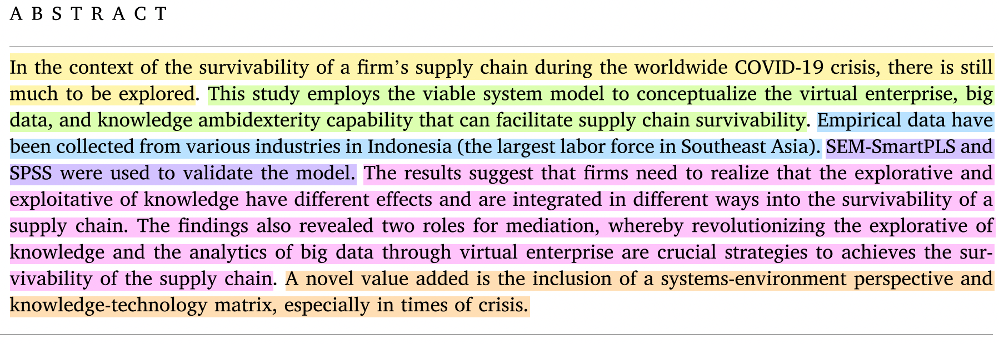 A B S T R A C T
In the context of the survivability of a firm’s supply chain during the worldwide COVID-19 crisis, there is still
much to be explored. This study employs the viable system model to conceptualize the virtual enterprise, big
data, and knowledge ambidexterity capability that can facilitate supply chain survivability. Empirical data have
been collected from various industries in Indonesia (the largest labor force in Southeast Asia). SEM-SmartPLS and
SPSS were used to validate the model. The results suggest that firms need to realize that the explorative and
exploitative of knowledge have different effects and are integrated in different ways into the survivability of a
supply chain. The findings also revealed two roles for mediation, whereby revolutionizing the explorative of
knowledge and the analytics of big data through virtual enterprise are crucial strategies to achieves the sur-
vivability of the supply chain. A novel value added is the inclusion of a systems-environment perspective and
knowledge-technology matrix, especially in times of crisis.